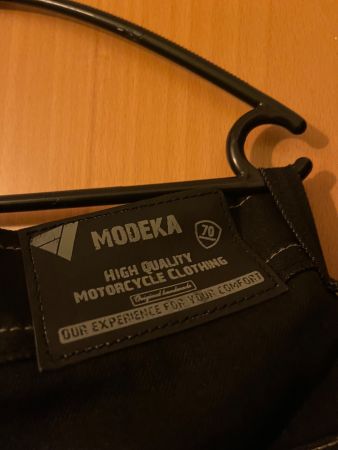 MODEKA
70
HIGH QUALITY
MOTORCYCLE CLOTHING
OUR EXPERIENCE FOR YOUR COMFORT